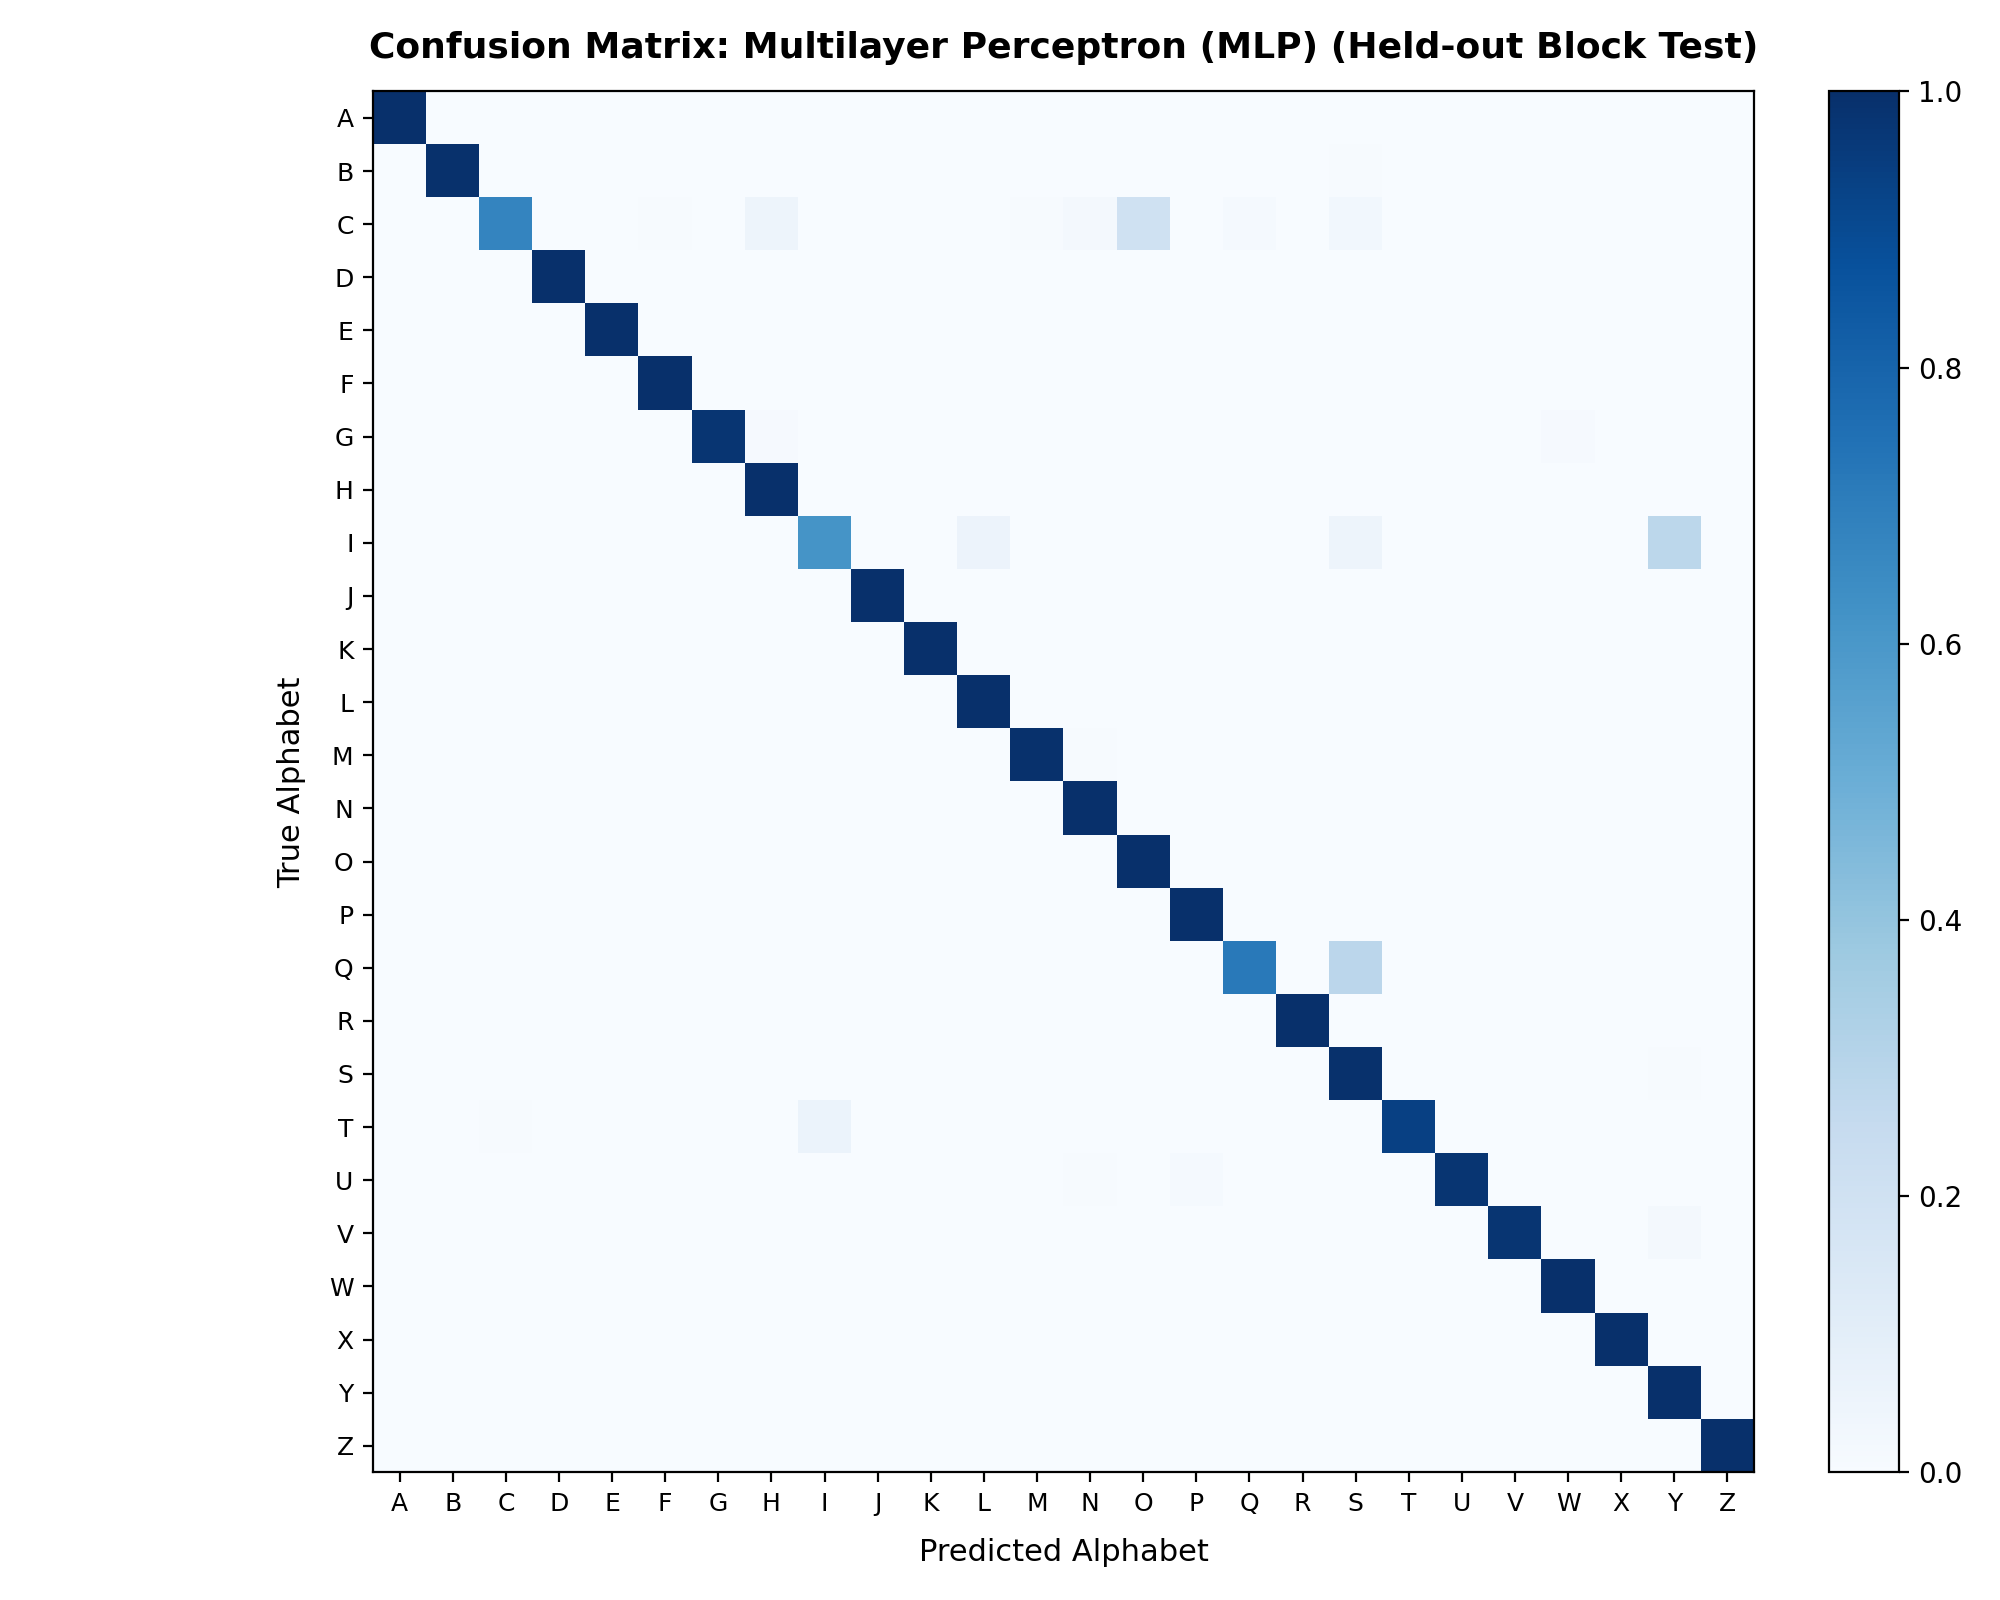 Confusion Matrix: Multilayer Perceptron (MLP) (Held-out Block Test)
True Alphabet
A
B
C
D
E
F
G
H
I
J
K
L
M
N
O
P
Q
R
S
T
U
V
W
X
Y
Z
A B C D E F G H I J K L M N O P Q R S T U V W X Y Z
Predicted Alphabet
1.0
0.8
0.6
0.4
0.2
0.0